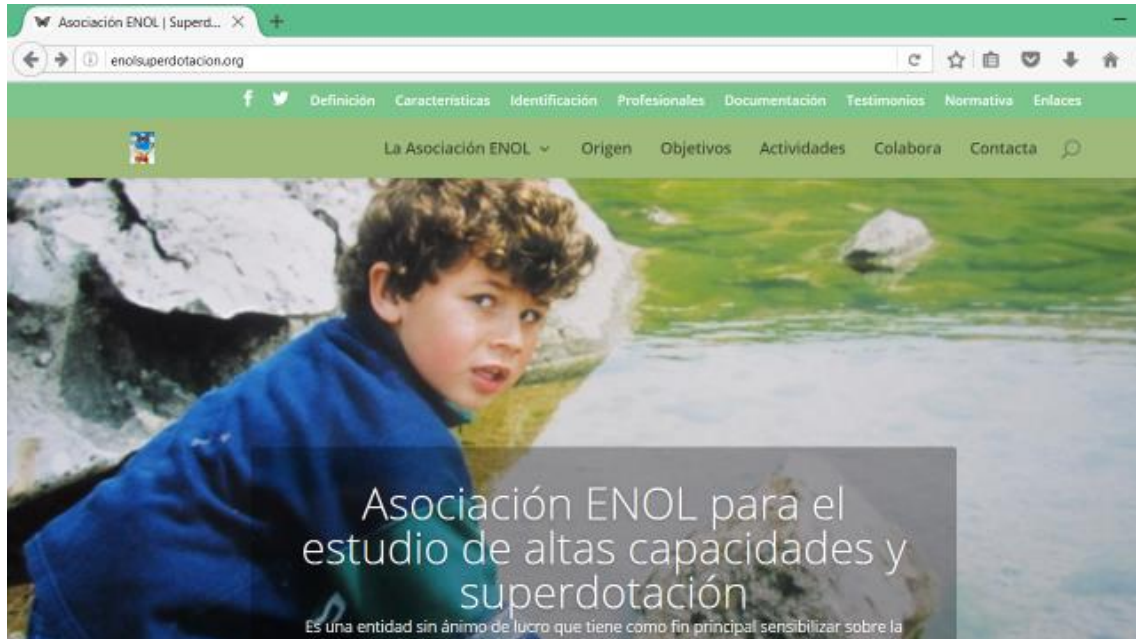 Asociación ENOL | Superd...
enolsuperdotacion.org
Definición Características Identificación Profesionales Documentación Testimonios Normativa Enlaces
La Asociación ENOL Origen Objetivos Actividades Colabora Contacta
Asociación ENOL para el
estudio de altas capacidades y
superdotación
Es una entidad sin ánimo de lucro que tiene como fin principal sensibilizar sobre la